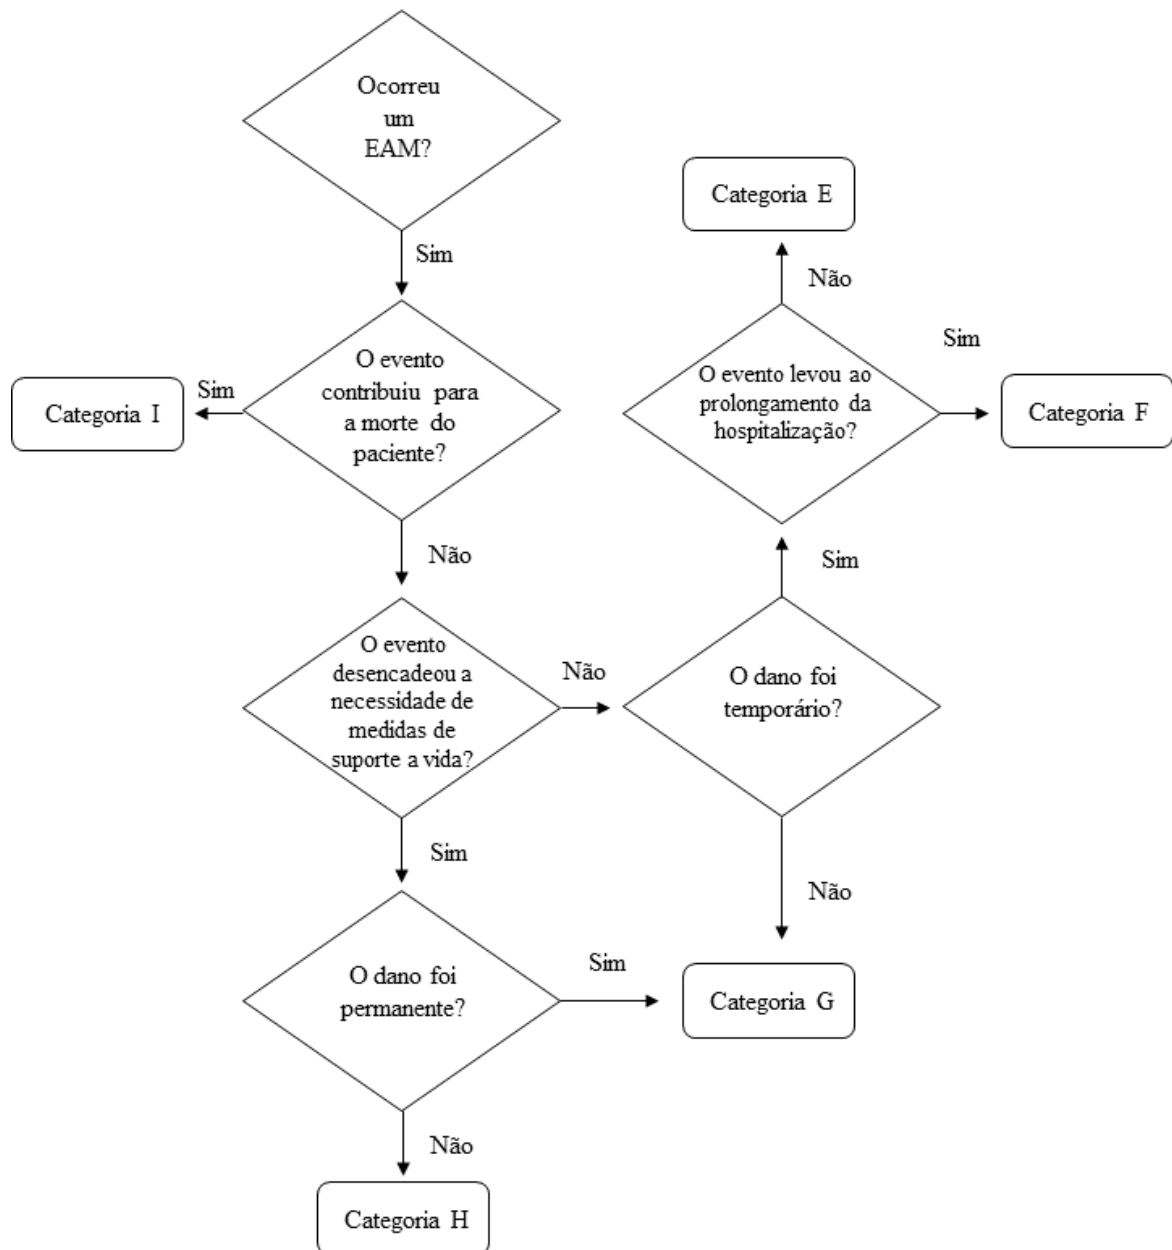 Ocorreu
um
EAM?
Sim
O evento
contribuiu para
a morte do
paciente?
Sim
Categoria I
Não
O evento
desencadeou a
necessidade de
medidas de
suporte a vida?
Não
O dano foi
temporário?
Sim
O evento levou ao
prolongamento da
hospitalização?
Não
Categoria E
Sim
Categoria F
Não
Categoria G
Sim
O dano foi
permanente?
Sim
Não
Categoria H